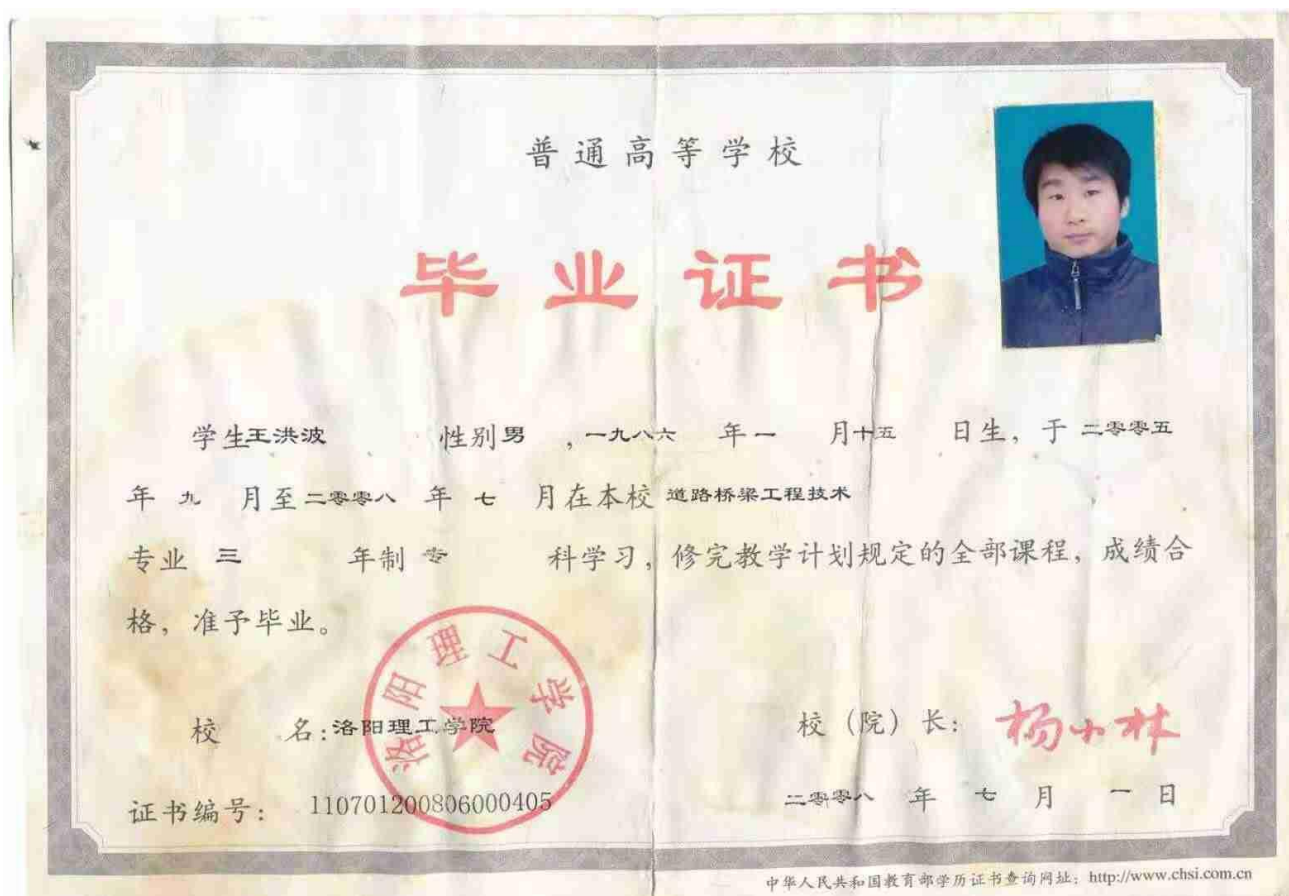 普通高等学校
毕业证书
学生王洪波 性别男 ,一九八六 年一 月十五 日生, 于 二零零五
年 九 月至二零零八 年 七 月在本校 道路桥梁工程技术
专业 三 年制 专 科学习, 修完教学计划规定的全部课程, 成绩合
格, 准予毕业。
洛阳理工学院
校 名:洛阳理工学院
校(院)长: 杨小林
证书编号: 110701200806000405
二零零八 年 七 月 一 日
中华人民共和国教育部学历证书查询网址: http://www.chsi.com.cn